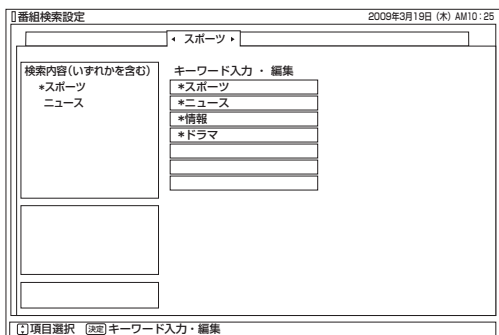 番組検索設定 2009年3月19日 (木) AM10:25
スポーツ
検索内容(いずれかを含む)
*スポーツ
ニュース
キーワード入力 ・ 編集
*スポーツ
*ニュース
*情報
*ドラマ
項目選択 決定 キーワード入力・編集